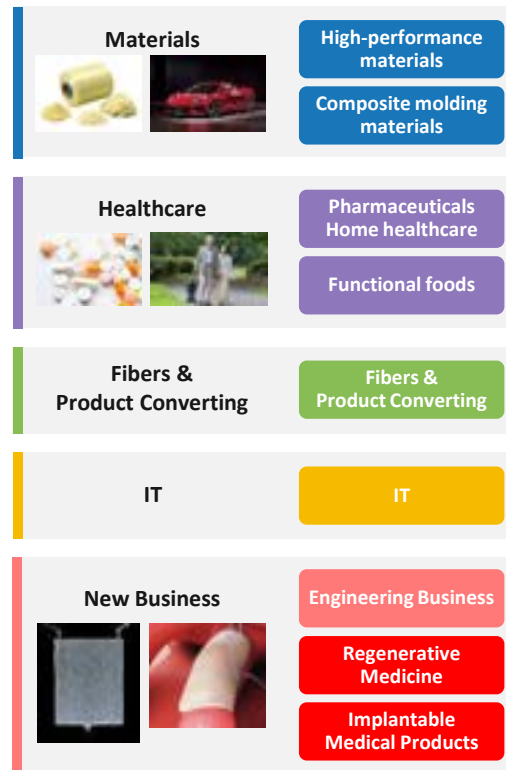 Materials
High-performance
materials
Composite molding
materials
Healthcare
Pharmaceuticals
Home healthcare
Functional foods
Fibers &
Product Converting
Fibers &
Product Converting
IT
IT
New Business
Engineering Business
Regenerative
Medicine
Implantable
Medical Products